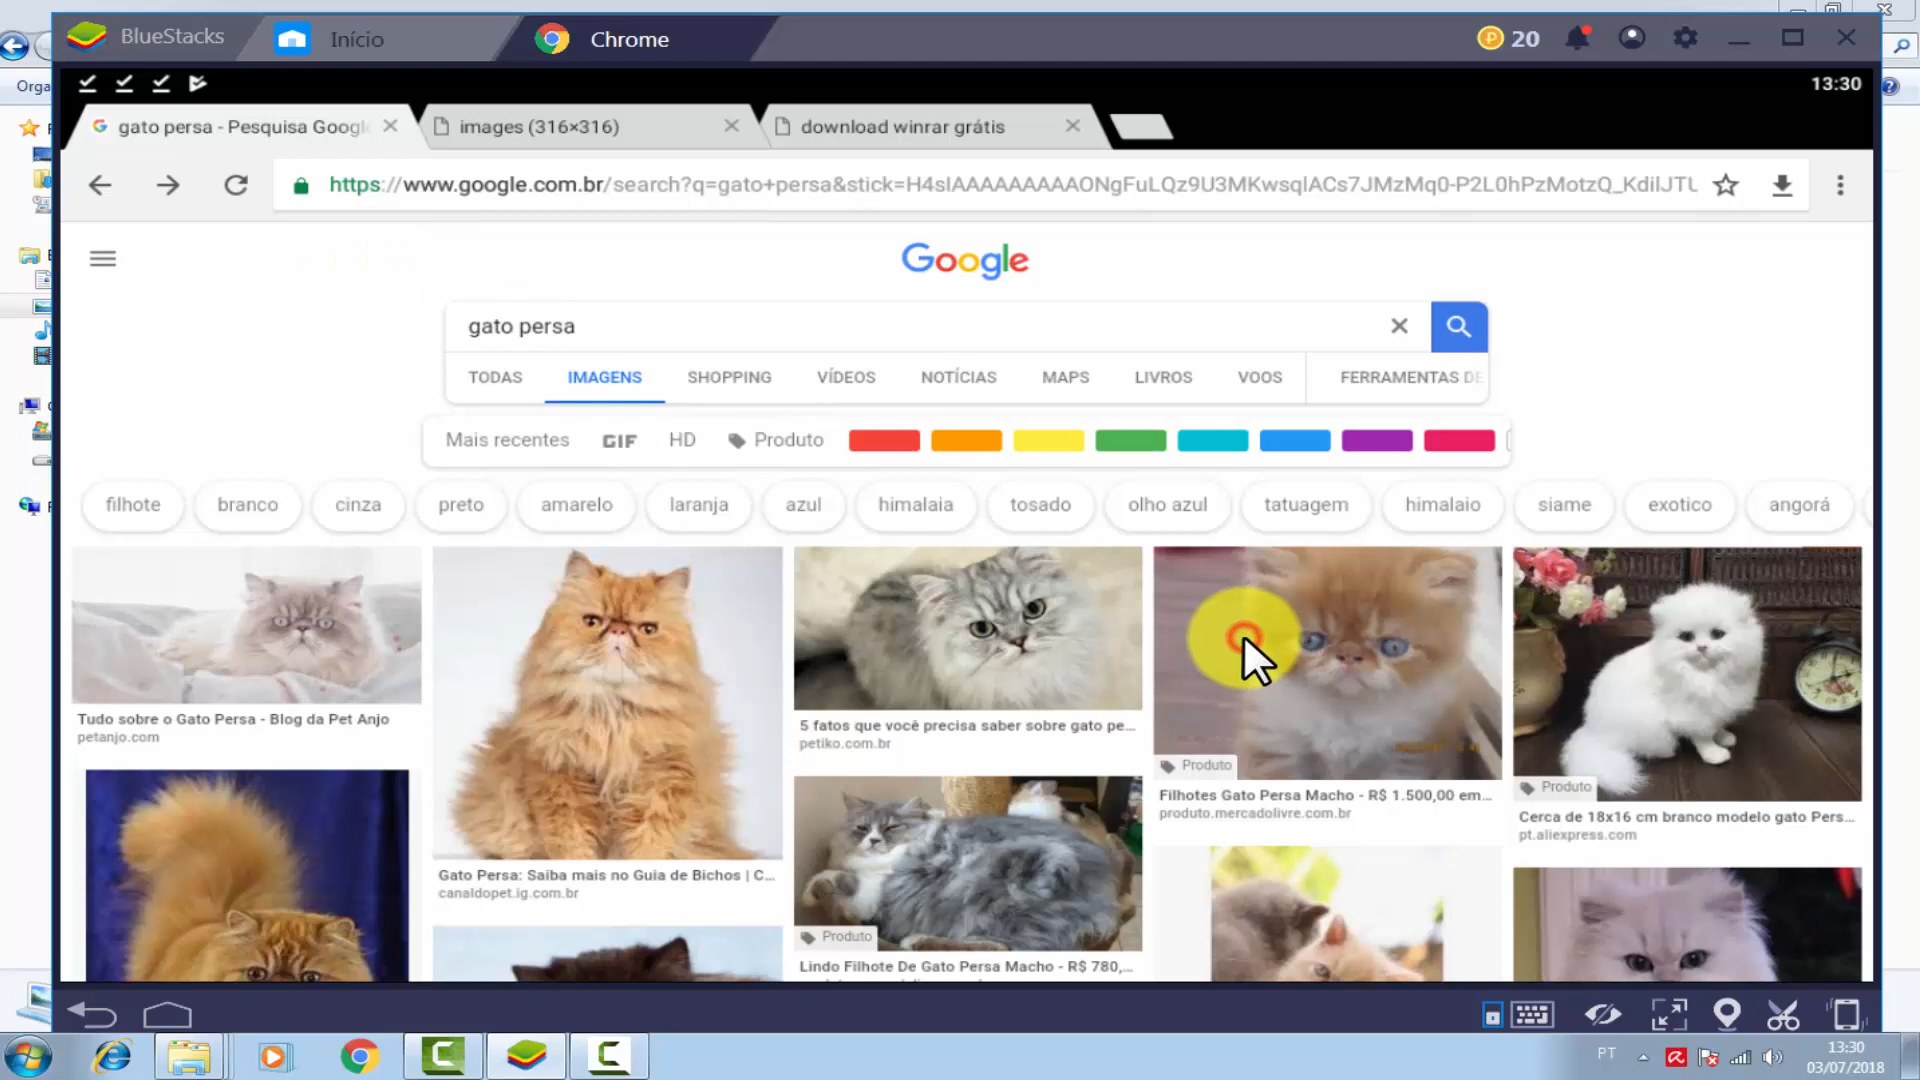 BlueStacks
Início
Chrome
20
Orga
13:30
gato persa - Pesquisa Google
images (316×316)
download winrar grátis
https://www.google.com.br/search?q=gato+persa&stick=H4sIAAAAAAAAAONgFuLQz9U3MKwsqlACs7JMzMq0-P2L0hPzMotzQ_KdilJTL
Google
gato persa
TODAS
IMAGENS
SHOPPING
VÍDEOS
NOTÍCIAS
MAPS
LIVROS
VOOS
FERRAMENTAS DE
Mais recentes
GIF
HD
Produto
filhote
branco
cinza
preto
amarelo
laranja
azul
himalaia
tosado
olho azul
tatuagem
himalaio
siame
exotico
angorá
Tudo sobre o Gato Persa - Blog da Pet Anjo
petanjo.com
5 fatos que você precisa saber sobre gato pe...
petiko.com.br
Produto
Filhotes Gato Persa Macho - R$ 1.500,00 em...
produto.mercadolivre.com.br
Produto
Cerca de 18x16 cm branco modelo gato Pers...
pt.aliexpress.com
Gato Persa: Saiba mais no Guia de Bichos | C...
canaldopet.ig.com.br
Produto
Lindo Filhote De Gato Persa Macho - R$ 780,...
PT
13:30
03/07/2018